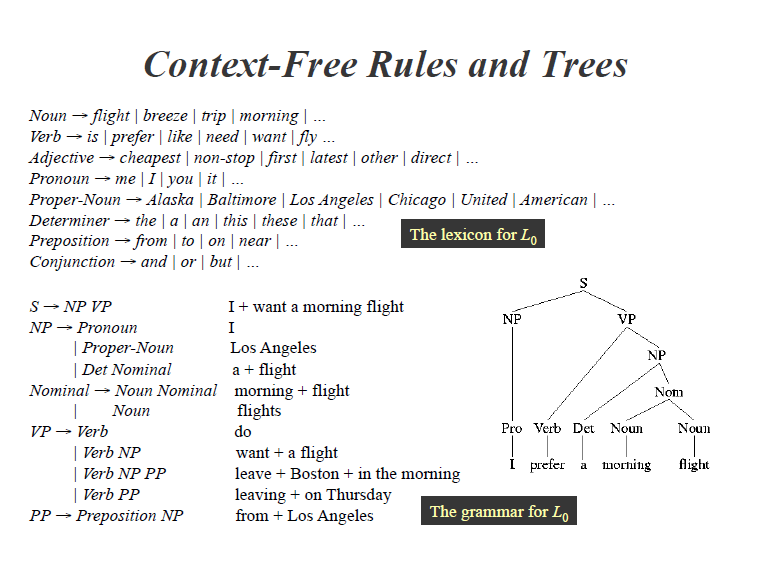 Context-Free Rules and Trees
Noun → flight | breeze | trip | morning | …
Verb → is | prefer | like | need | want | fly …
Adjective → cheapest | non-stop | first | latest | other | direct | …
Pronoun → me | I | you | it | …
Proper-Noun → Alaska | Baltimore | Los Angeles | Chicago | United | American | …
Determiner → the | a | an | this | these | that | …
Preposition → from | to | on | near | …
Conjunction → and | or | but | …
The lexicon for L0
S → NP VP I + want a morning flight
NP → Pronoun I
| Proper-Noun Los Angeles
| Det Nominal a + flight
Nominal → Noun Nominal morning + flight
| Noun flights
VP → Verb do
| Verb NP want + a flight
| Verb NP PP leave + Boston + in the morning
| Verb PP leaving + on Thursday
PP → Preposition NP from + Los Angeles
The grammar for L0
S
NP VP
NP
Nom
Pro Verb Det Noun Noun
I prefer a morning flight